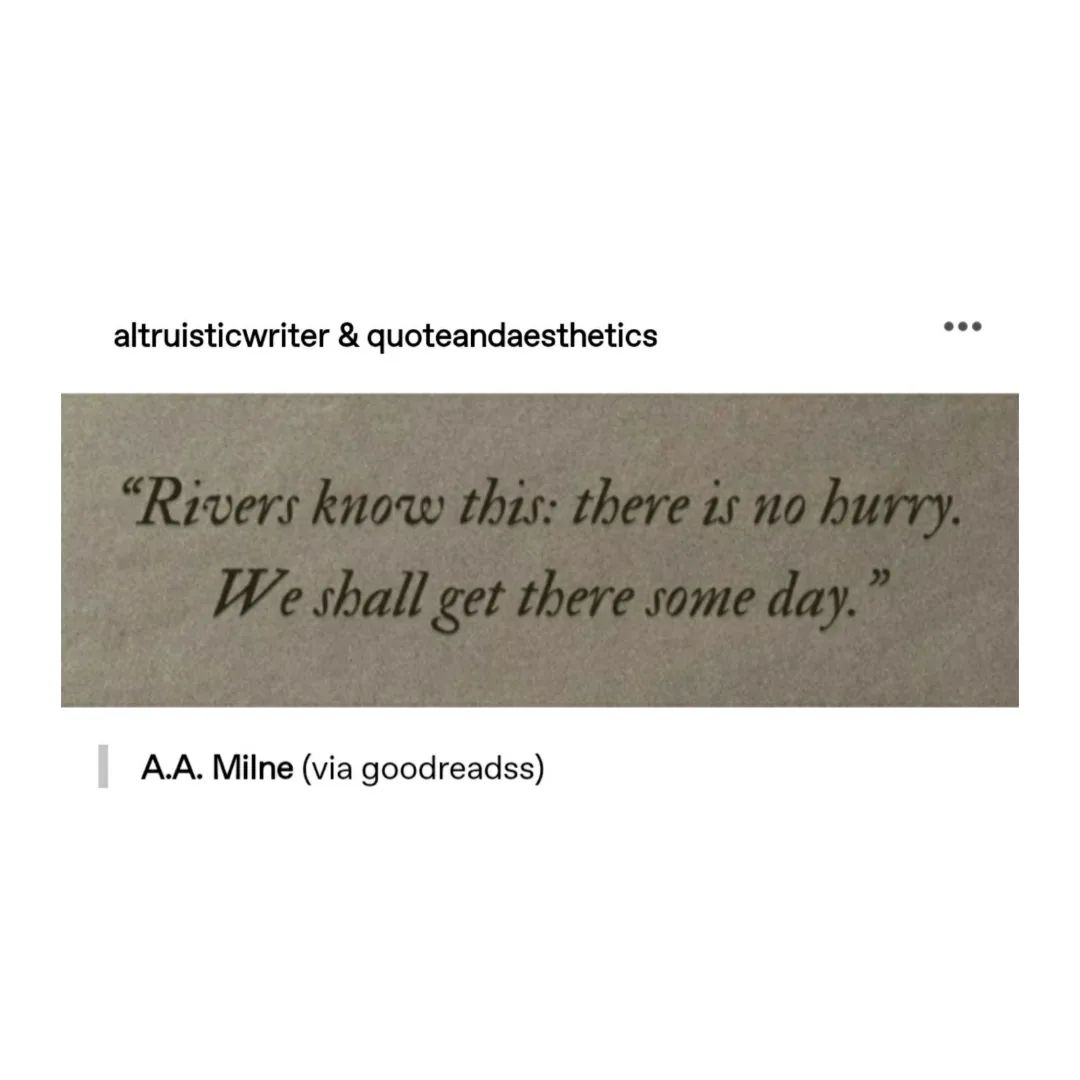 altruisticwriter & quoteandaesthetics
“Rivers know this: there is no hurry.
We shall get there some day.”
A.A. Milne (via goodreadss)